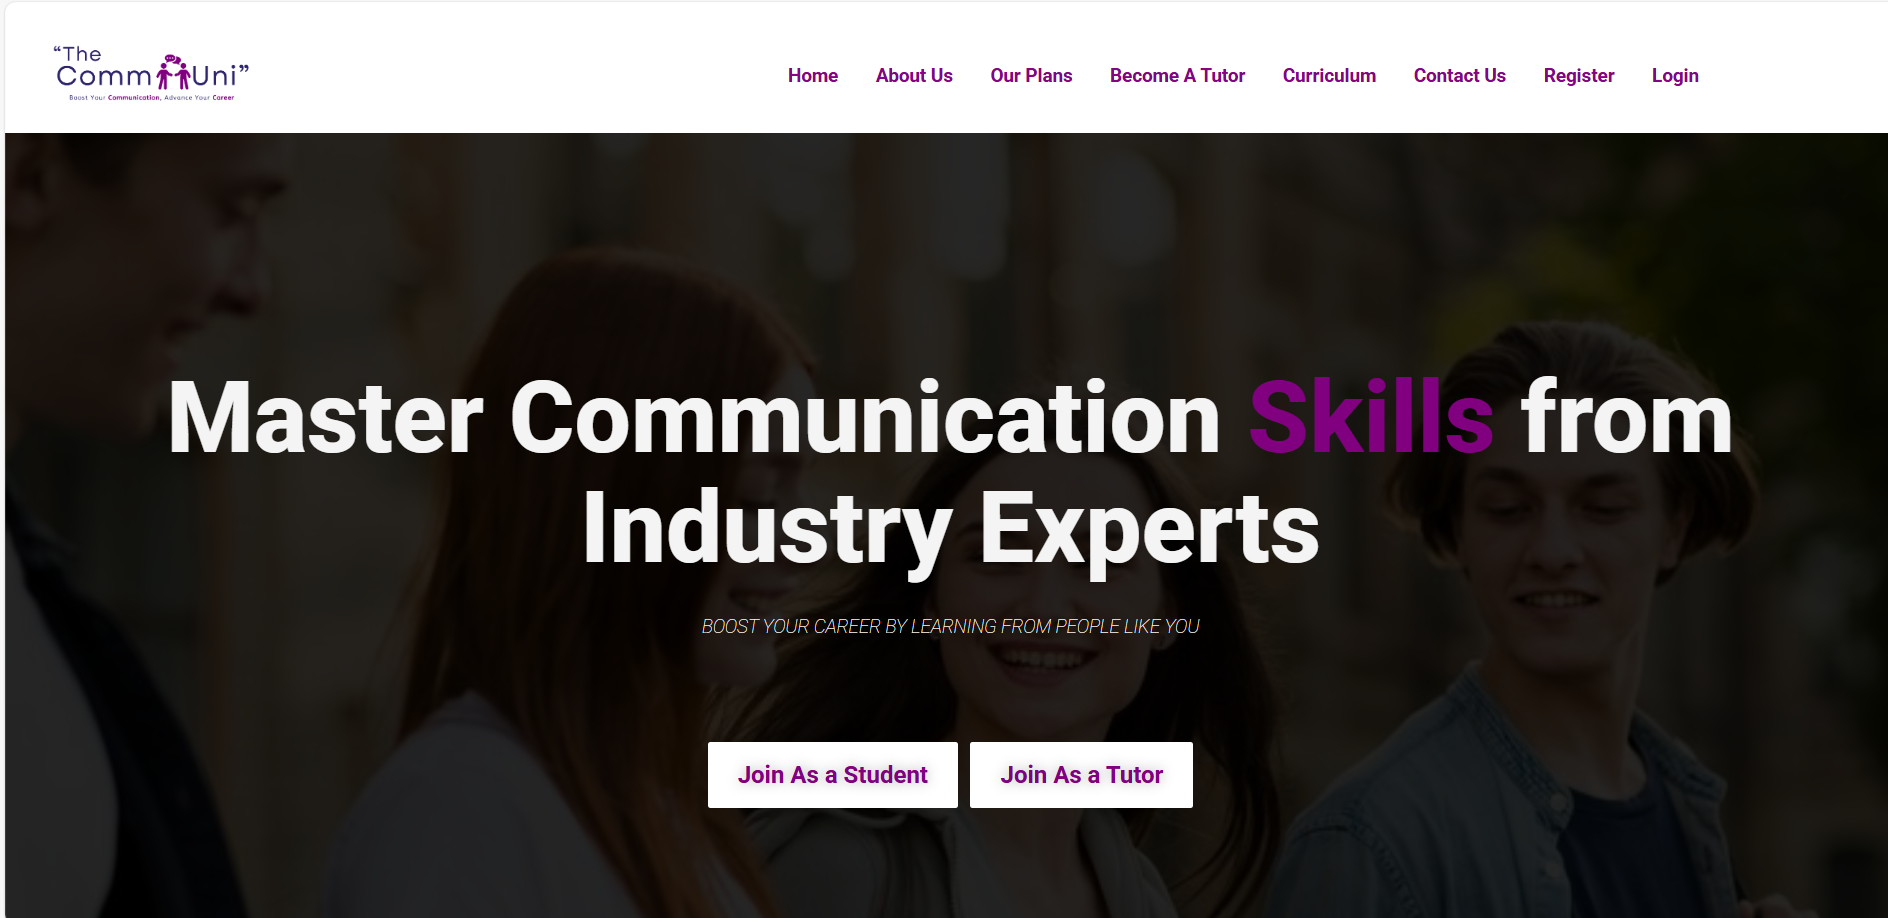 “The
Comm Uni”
Boost Your Communication, Advance Your Career
Home About Us Our Plans Become A Tutor Curriculum Contact Us Register Login
Master Communication Skills from
Industry Experts
BOOST YOUR CAREER BY LEARNING FROM PEOPLE LIKE YOU
Join As a Student Join As a Tutor